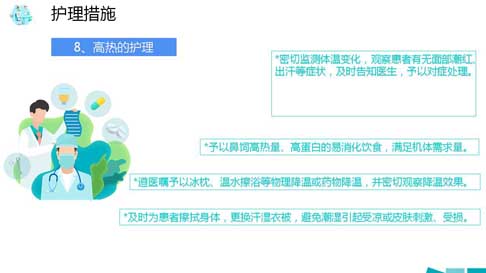 护理措施
8、高热的护理
*密切监测体温变化，观察患者有无面部潮红，
出汗等症状，及时告知医生，予以对症处理。
*予以鼻饲高热量、高蛋白的易消化饮食，满足机体需求量。
*遵医嘱予以冰枕、温水擦浴等物理降温或药物降温，并密切观察降温效果。
*及时为患者擦拭身体，更换汗湿衣被，避免潮湿引起受凉或皮肤刺激、受损。